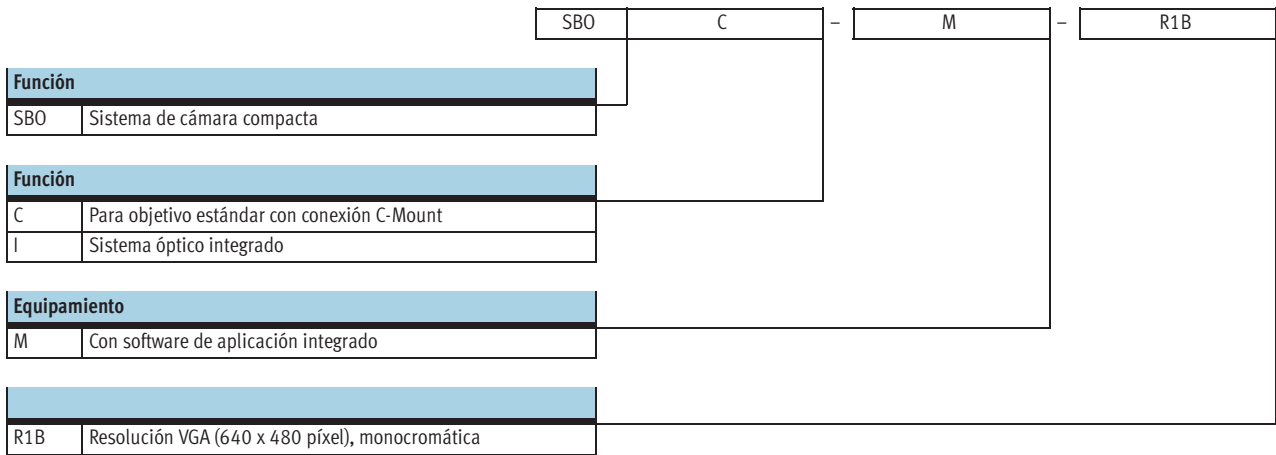 SBO C – M – R1B
Función
SBO Sistema de cámara compacta
Función
C Para objetivo estándar con conexión C-Mount
I Sistema óptico integrado
Equipamiento
M Con software de aplicación integrado
R1B Resolución VGA (640 x 480 píxel), monocromática